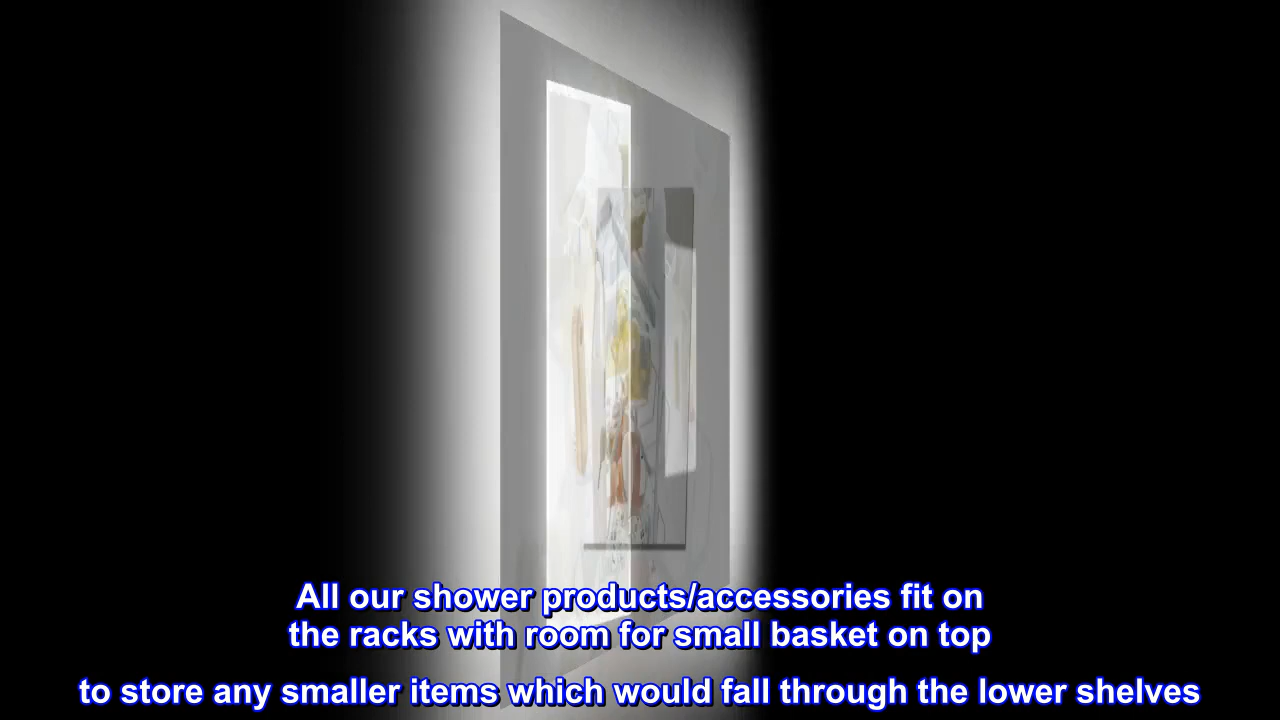 All our shower products/accessories fit on
the racks with room for small basket on top
to store any smaller items which would fall through the lower shelves